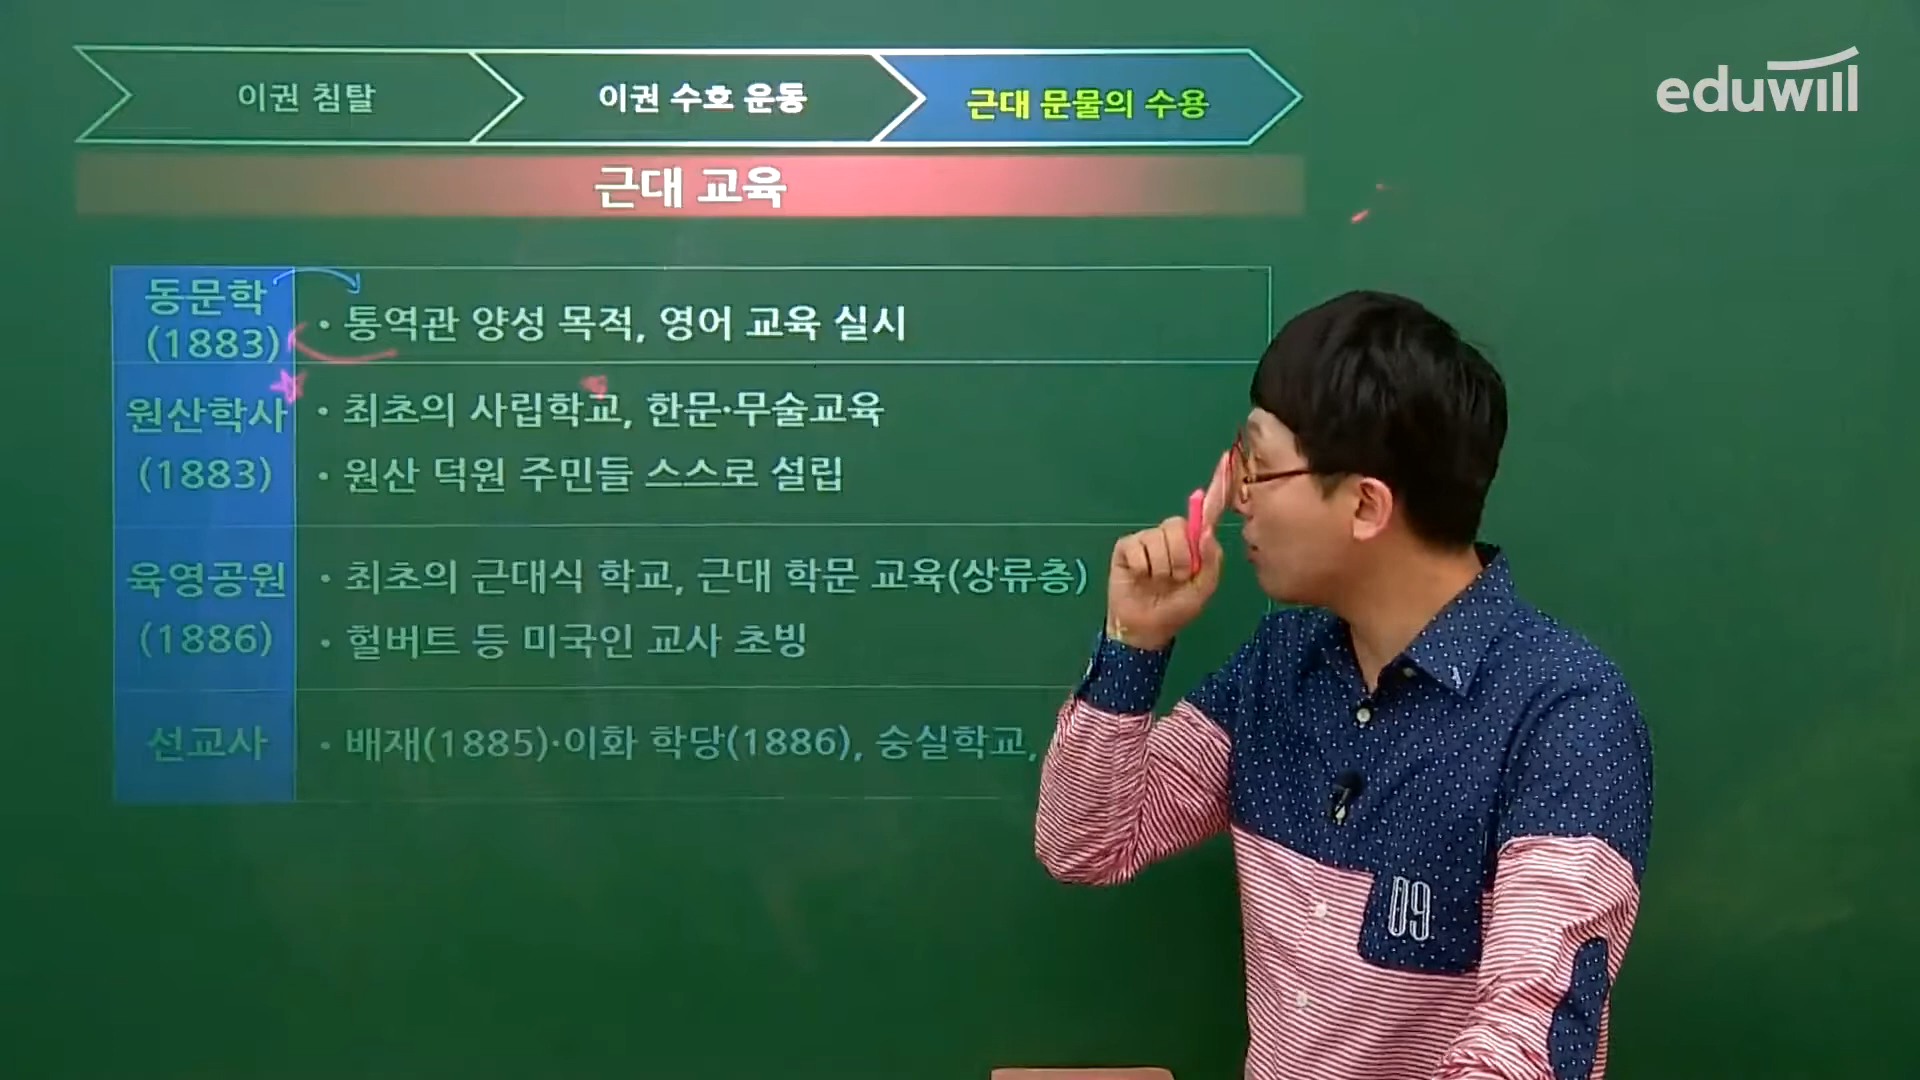 이권 침탈
이권 수호 운동
근대 문물의 수용
eduwill
근대 교육
동문학
(1883)
• 통역관 양성 목적, 영어 교육 실시
원산학사
(1883)
• 최초의 사립학교, 한문·무술교육
• 원산 덕원 주민들 스스로 설립
육영공원
(1886)
• 최초의 근대식 학교, 근대 학문 교육(상류층)
• 헐버트 등 미국인 교사 초빙
선교사
• 배재(1885)·이화 학당(1886), 숭실학교,
09